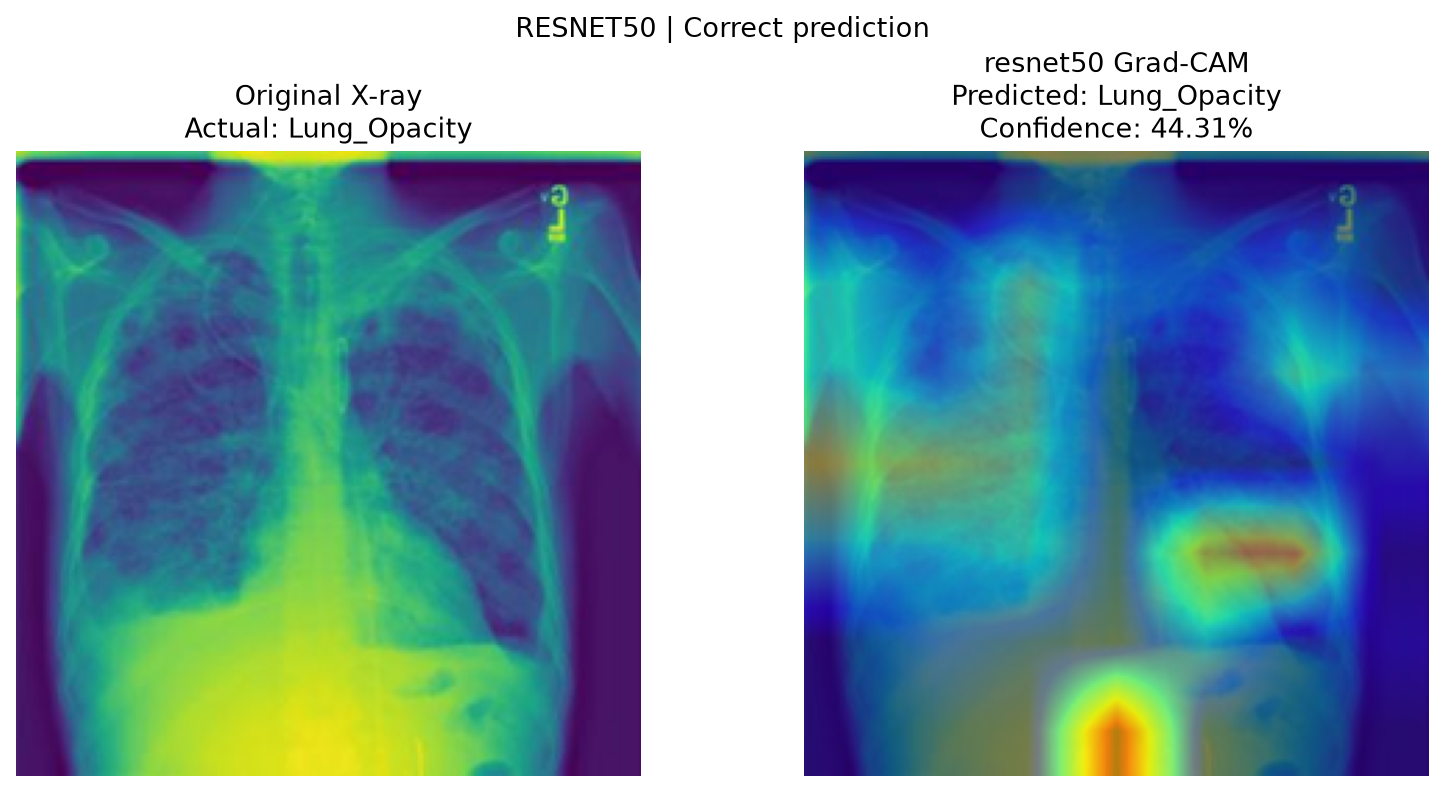 RESNET50 | Correct prediction
Original X-ray
Actual: Lung_Opacity
resnet50 Grad-CAM
Predicted: Lung_Opacity
Confidence: 44.31%